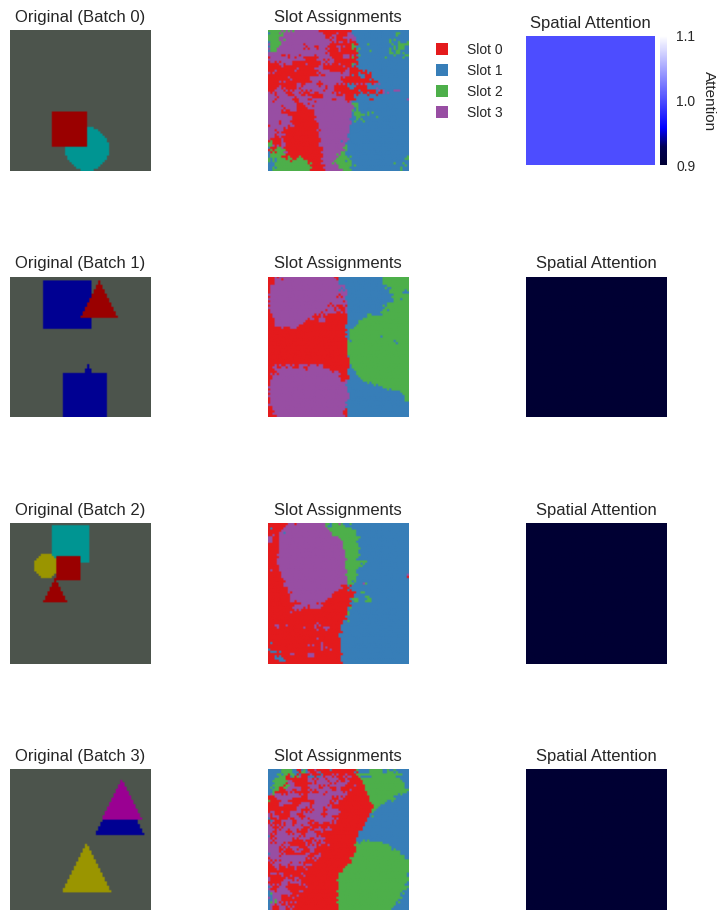 Original (Batch 0)
Slot Assignments
Spatial Attention
Slot 0
Slot 1
Slot 2
Slot 3
1.1
1.0
0.9
Attention
Original (Batch 1)
Slot Assignments
Spatial Attention
Original (Batch 2)
Slot Assignments
Spatial Attention
Original (Batch 3)
Slot Assignments
Spatial Attention